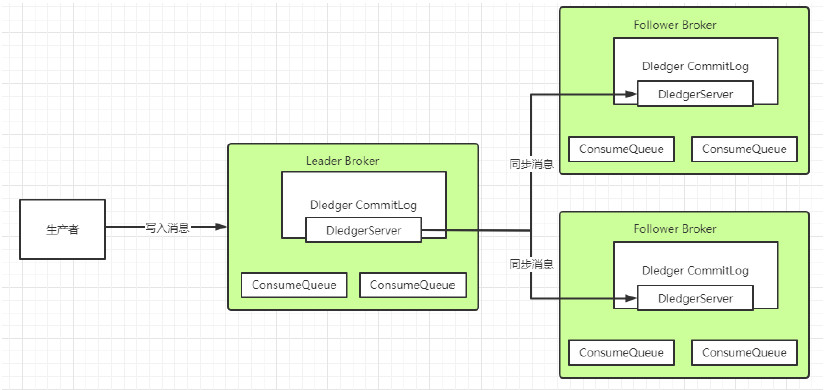 生产者
写入消息
Leader Broker
Dledger CommitLog
DledgerServer
ConsumeQueue
ConsumeQueue
同步消息
同步消息
Follower Broker
Dledger CommitLog
DledgerServer
ConsumeQueue
ConsumeQueue
Follower Broker
Dledger CommitLog
DledgerServer
ConsumeQueue
ConsumeQueue